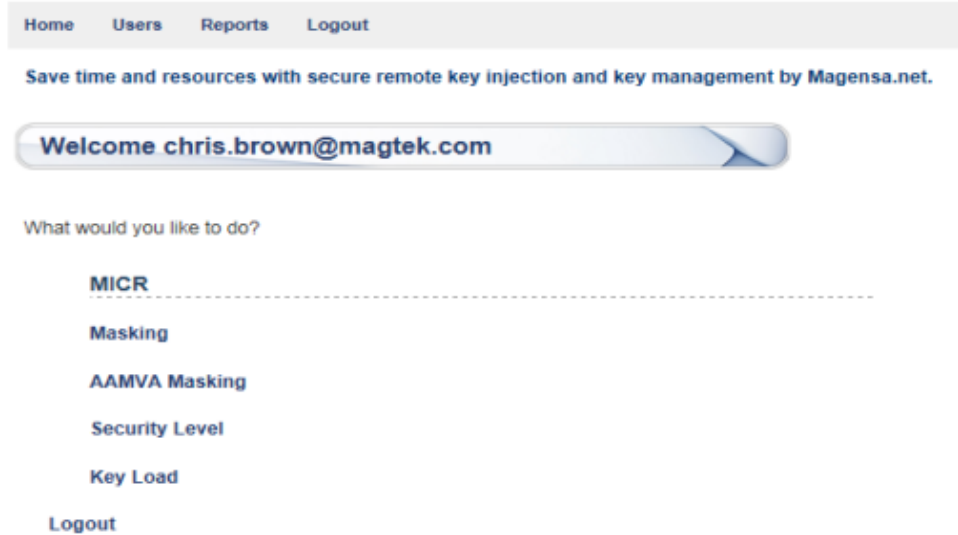 Home Users Reports Logout
Save time and resources with secure remote key injection and key management by Magensa.net.
Welcome chris.brown@magtek.com
What would you like to do?
MICR
Masking
AAMVA Masking
Security Level
Key Load
Logout